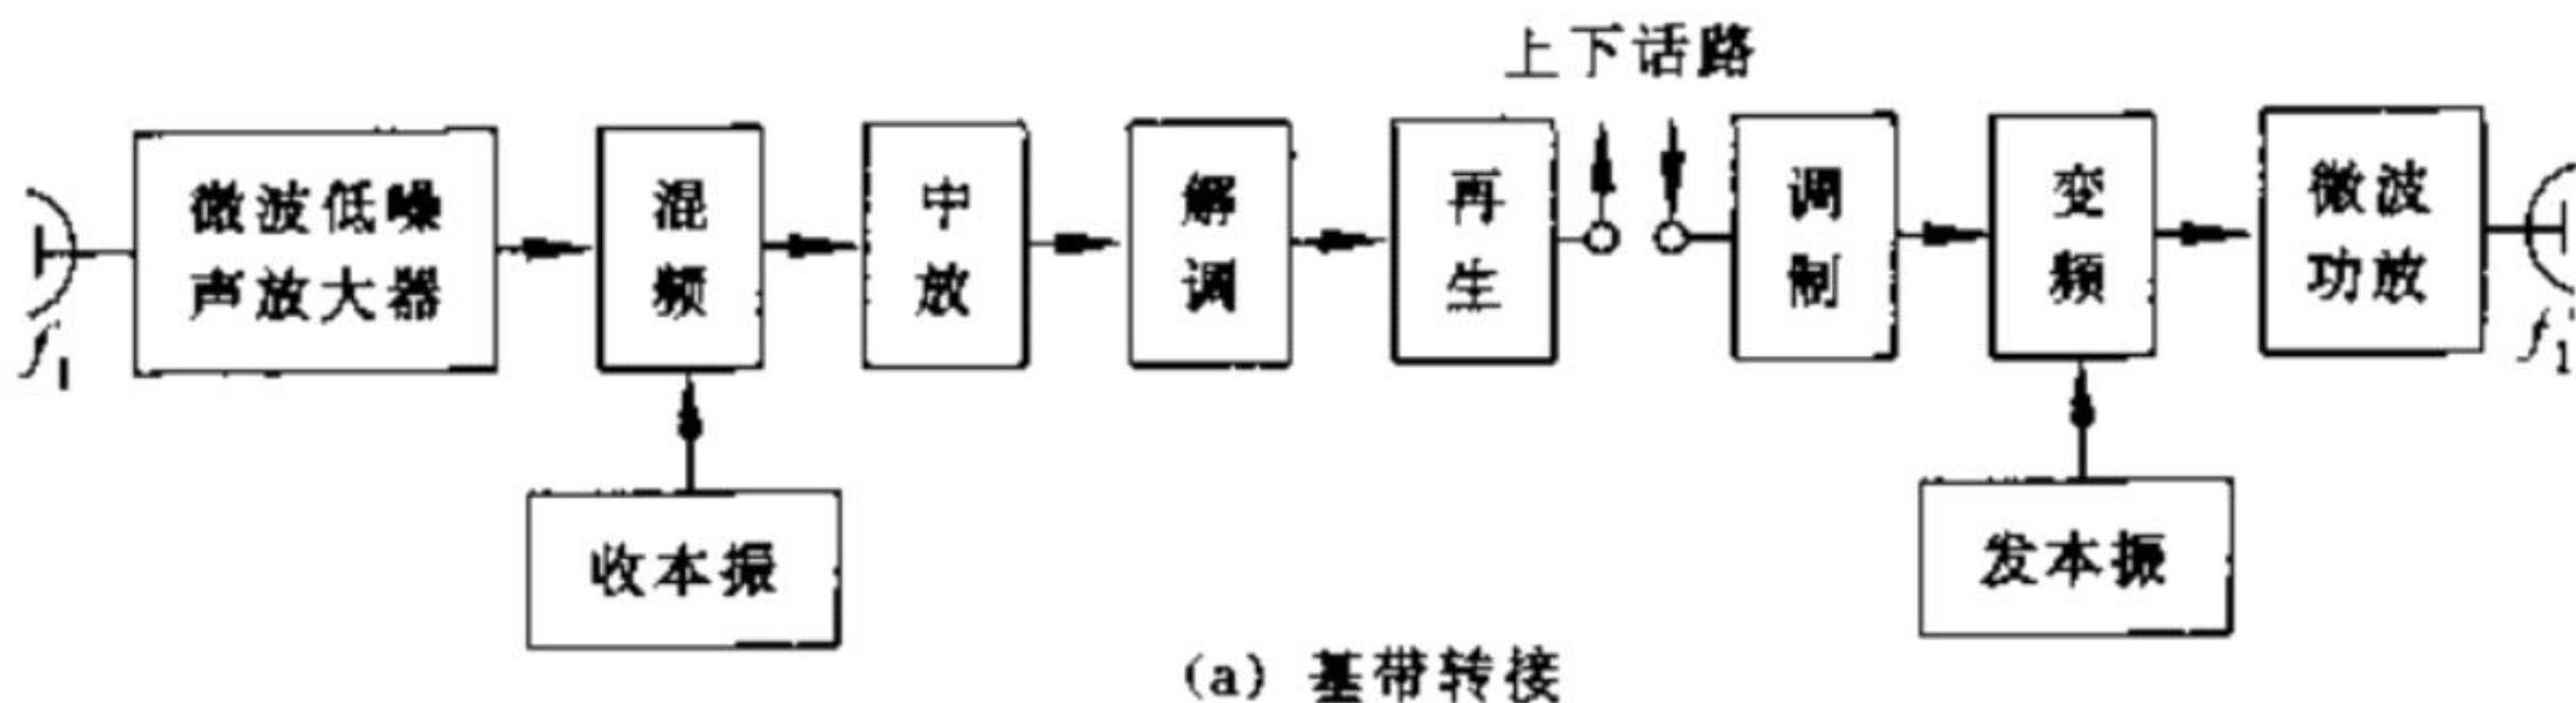 上下话路
微波低噪
声放大器
混
频
中
放
解
调
再
生
调
制
变
频
微波
功放
f1
f1'
收本振
发本振
(a) 基带转接